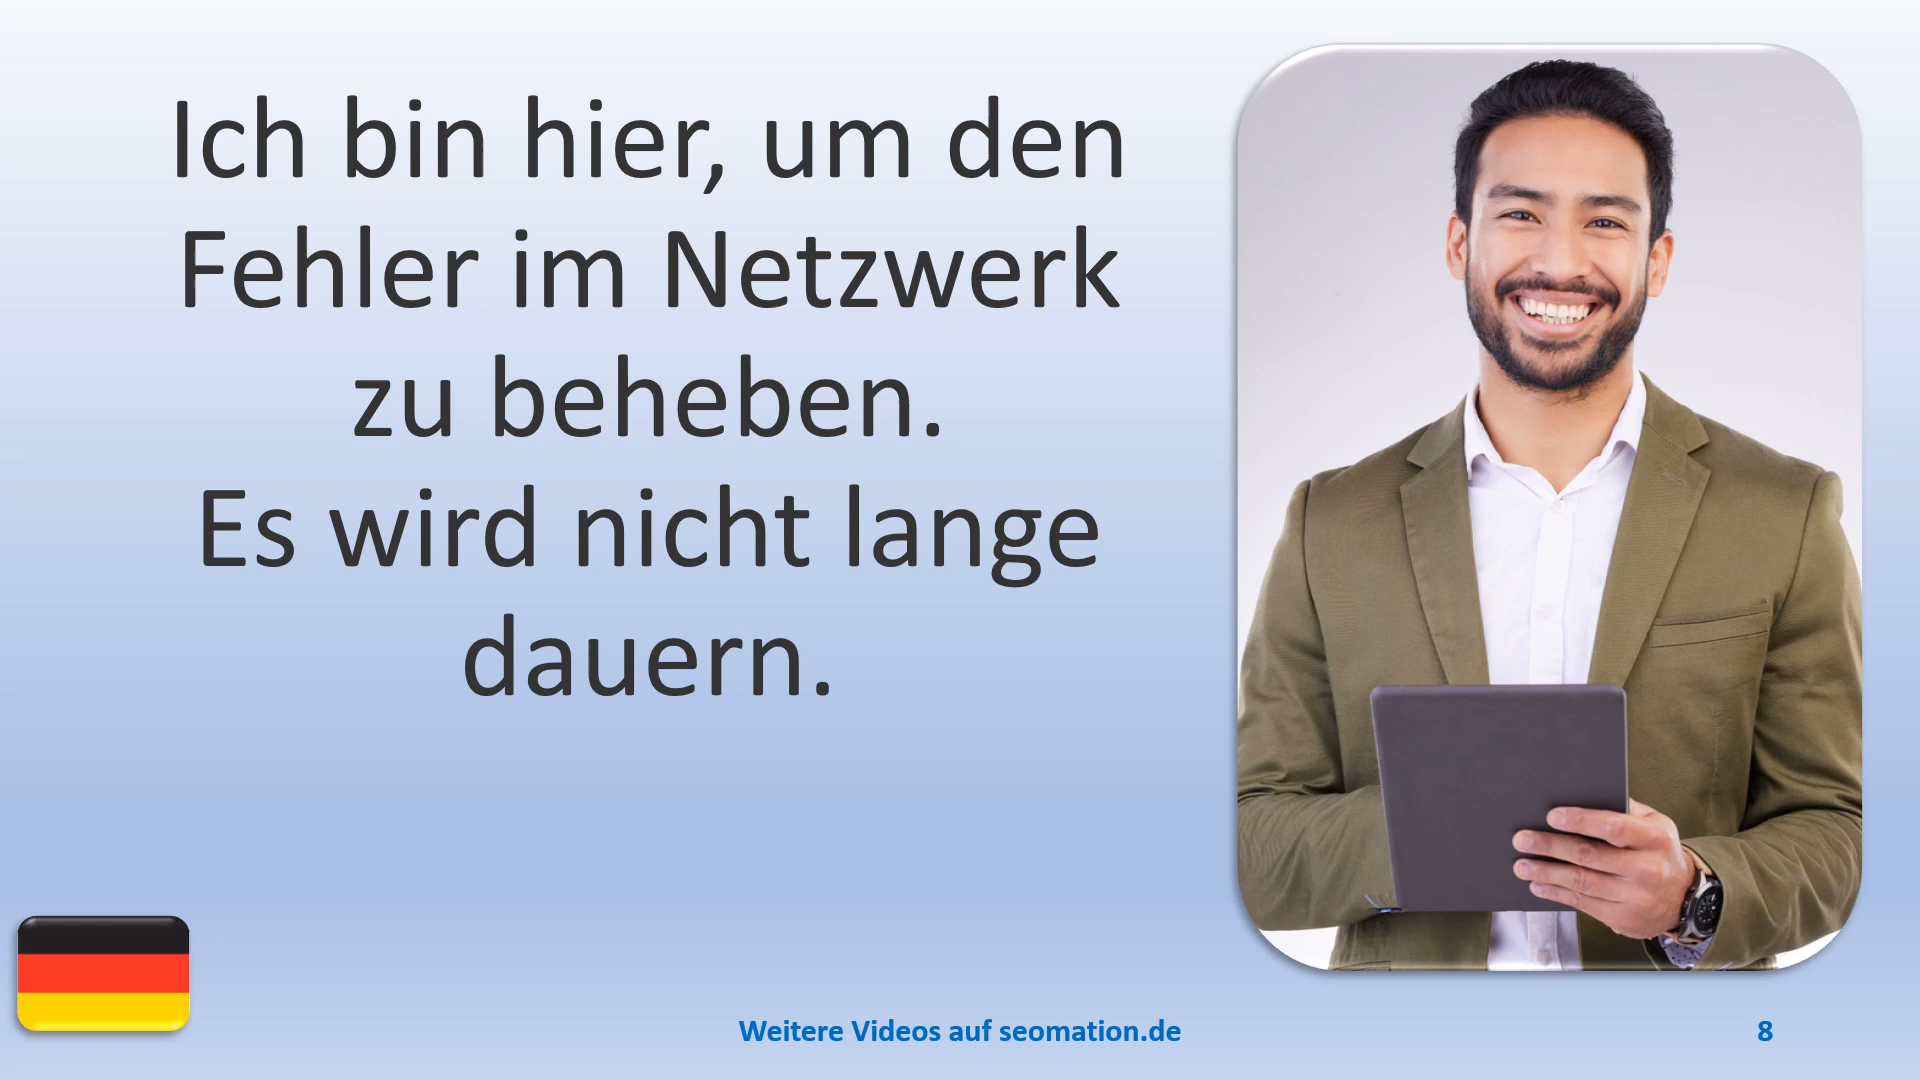 Ich bin hier, um den
Fehler im Netzwerk
zu beheben.
Es wird nicht lange
dauern.
Weitere Videos auf seomation.de
8